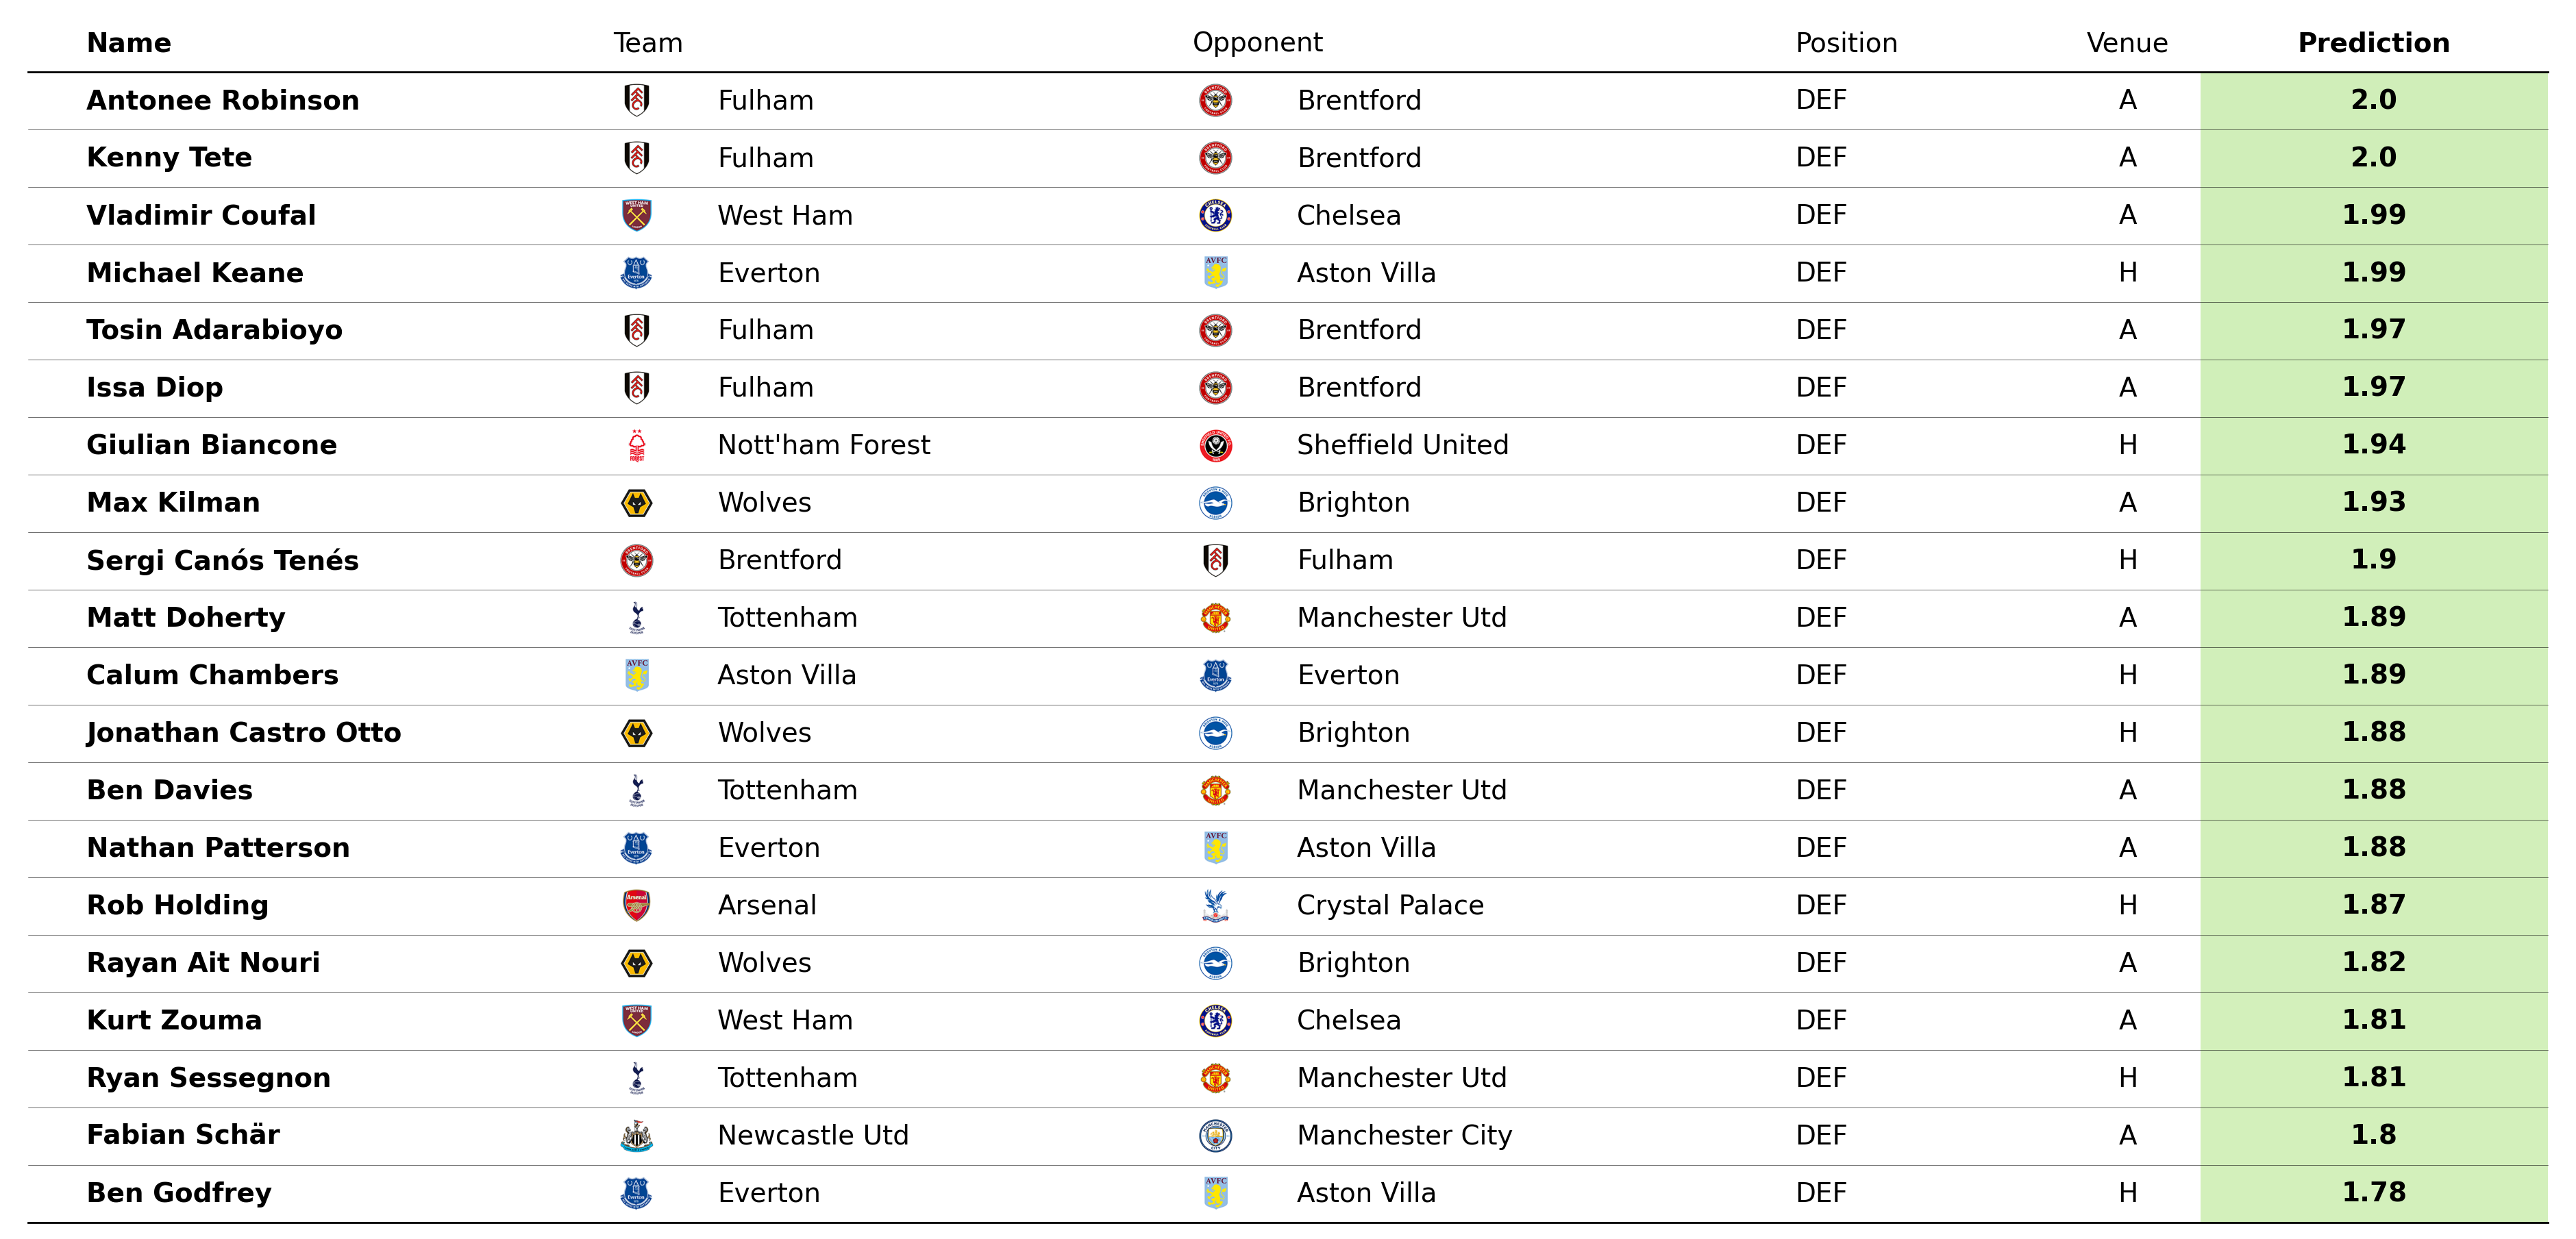 Name Team Opponent Position Venue Prediction
Antonee Robinson Fulham Brentford DEF A 2.0
Kenny Tete Fulham Brentford DEF A 2.0
Vladimir Coufal West Ham Chelsea DEF A 1.99
Michael Keane Everton Aston Villa DEF H 1.99
Tosin Adarabioyo Fulham Brentford DEF A 1.97
Issa Diop Fulham Brentford DEF A 1.97
Giulian Biancone Nott'ham Forest Sheffield United DEF H 1.94
Max Kilman Wolves Brighton DEF A 1.93
Sergi Canós Tenés Brentford Fulham DEF H 1.9
Matt Doherty Tottenham Manchester Utd DEF A 1.89
Calum Chambers Aston Villa Everton DEF H 1.89
Jonathan Castro Otto Wolves Brighton DEF H 1.88
Ben Davies Tottenham Manchester Utd DEF A 1.88
Nathan Patterson Everton Aston Villa DEF A 1.88
Rob Holding Arsenal Crystal Palace DEF H 1.87
Rayan Ait Nouri Wolves Brighton DEF A 1.82
Kurt Zouma West Ham Chelsea DEF A 1.81
Ryan Sessegnon Tottenham Manchester Utd DEF H 1.81
Fabian Schär Newcastle Utd Manchester City DEF A 1.8
Ben Godfrey Everton Aston Villa DEF H 1.78